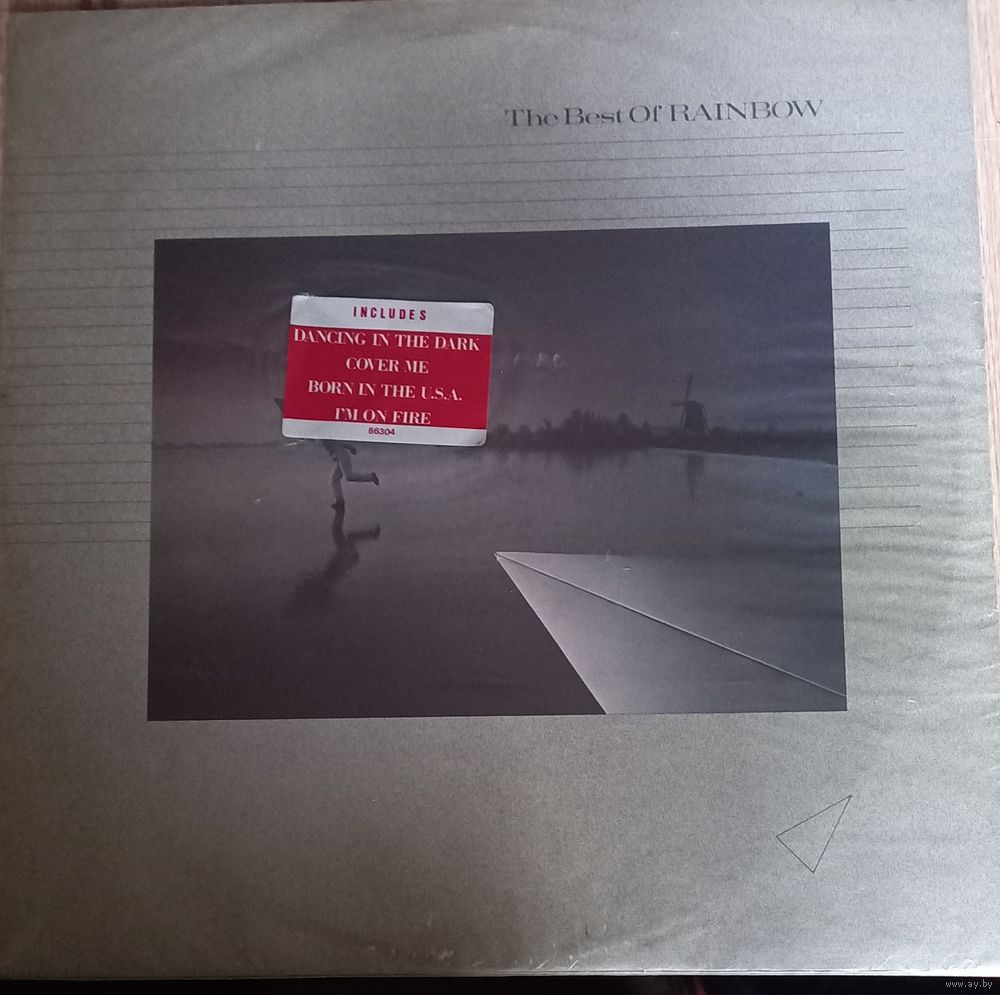 The Best Of RAINBOW
INCLUDES
DANCING IN THE DARK
COVER ME
BORN IN THE U.S.A.
I'M ON FIRE
86304
www.ay.by